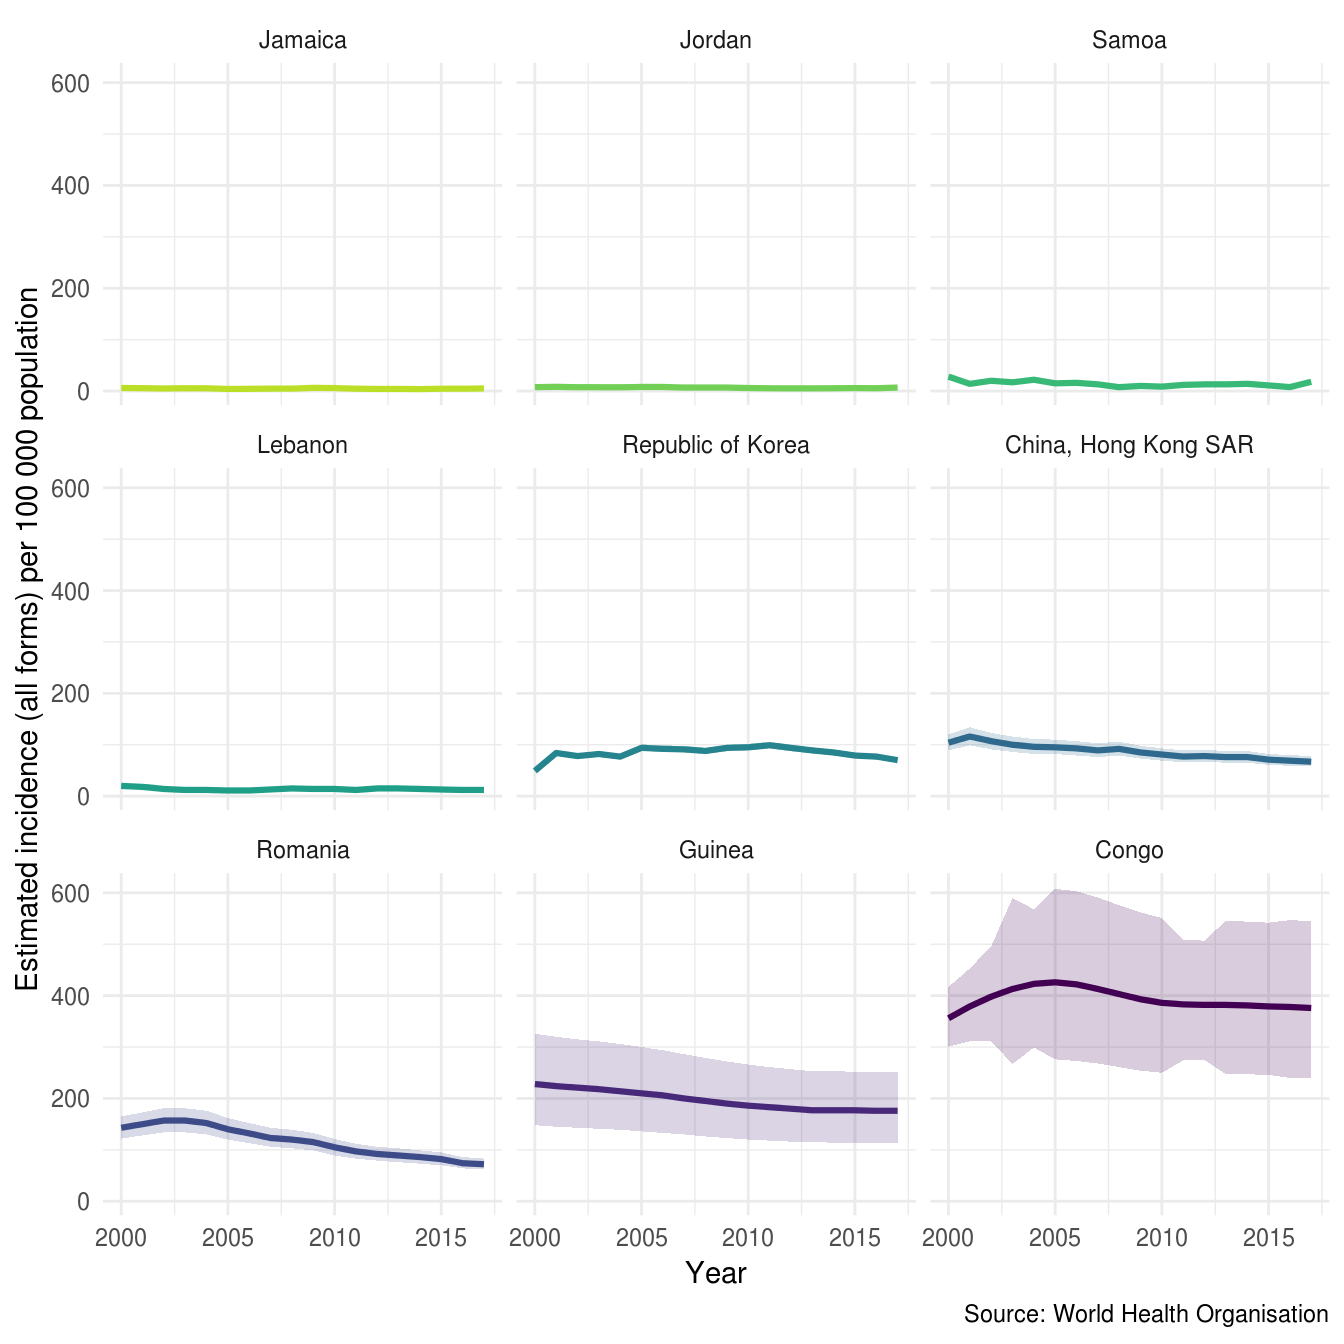 Jamaica Jordan Samoa
600
400
200
0
Lebanon Republic of Korea China, Hong Kong SAR
600
400
200
0
Romania Guinea Congo
600
400
200
0
2000 2005 2010 2015 2000 2005 2010 2015 2000 2005 2010 2015
Estimated incidence (all forms) per 100 000 population
Year
Source: World Health Organisation